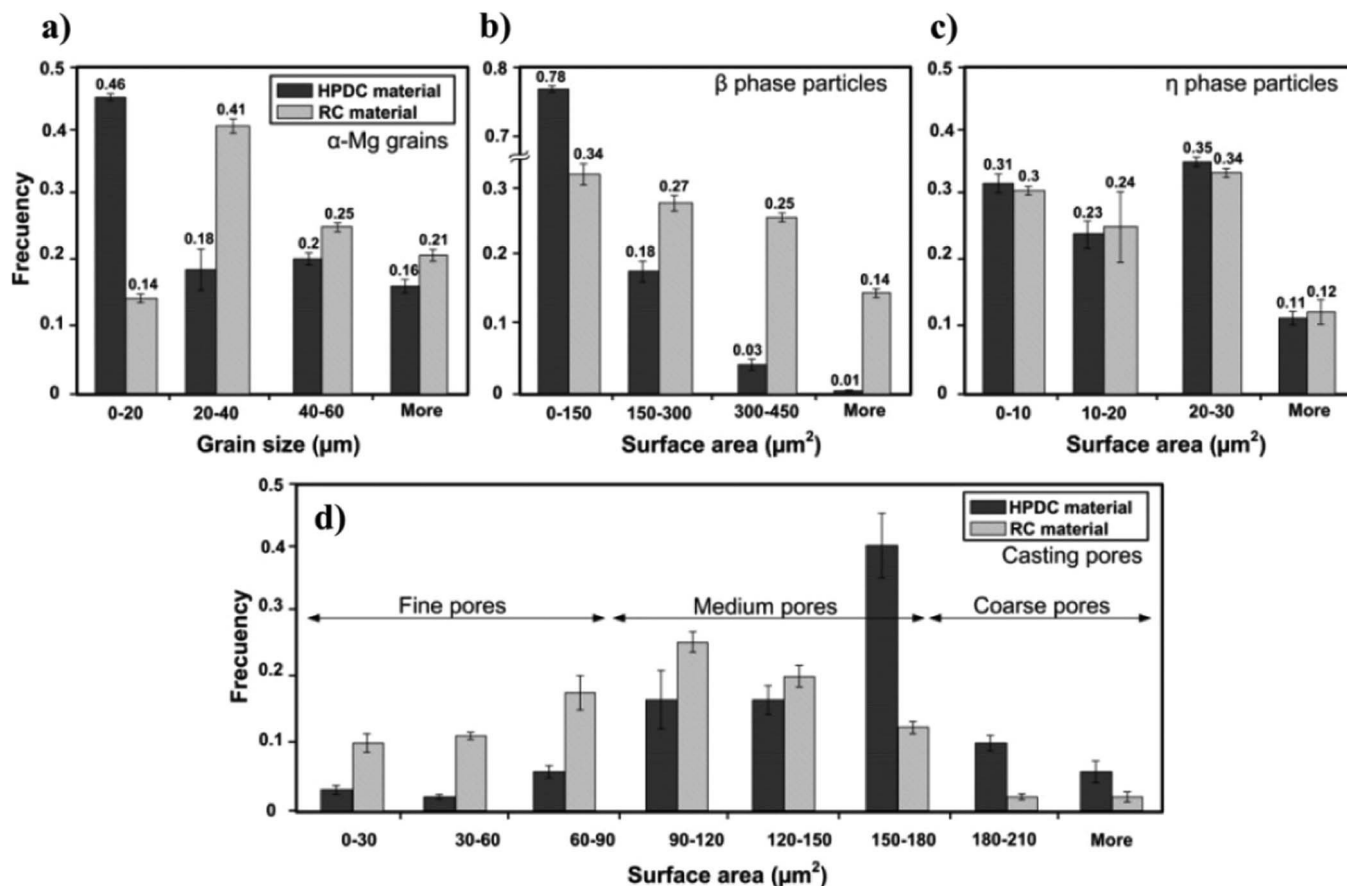 a)
Frecuency
0.5
0.4
0.3
0.2
0.1
0
HPDC material
RC material
α-Mg grains
0.46
0.14
0.18
0.41
0.2
0.25
0.16
0.21
0-20 20-40 40-60 More
Grain size (µm)
b)
0.8
0.7
0.3
0.2
0.1
0
β phase particles
0.78
0.34
0.18
0.27
0.03
0.25
0.01
0.14
0-150 150-300 300-450 More
Surface area (µm²)
c)
0.5
0.4
0.3
0.2
0.1
0
η phase particles
0.31
0.3
0.23
0.24
0.35
0.34
0.11
0.12
0-10 10-20 20-30 More
Surface area (µm²)
d)
Frecuency
0.5
0.4
0.3
0.2
0.1
0
HPDC material
RC material
Casting pores
Fine pores Medium pores Coarse pores
0-30 30-60 60-90 90-120 120-150 150-180 180-210 More
Surface area (µm²)